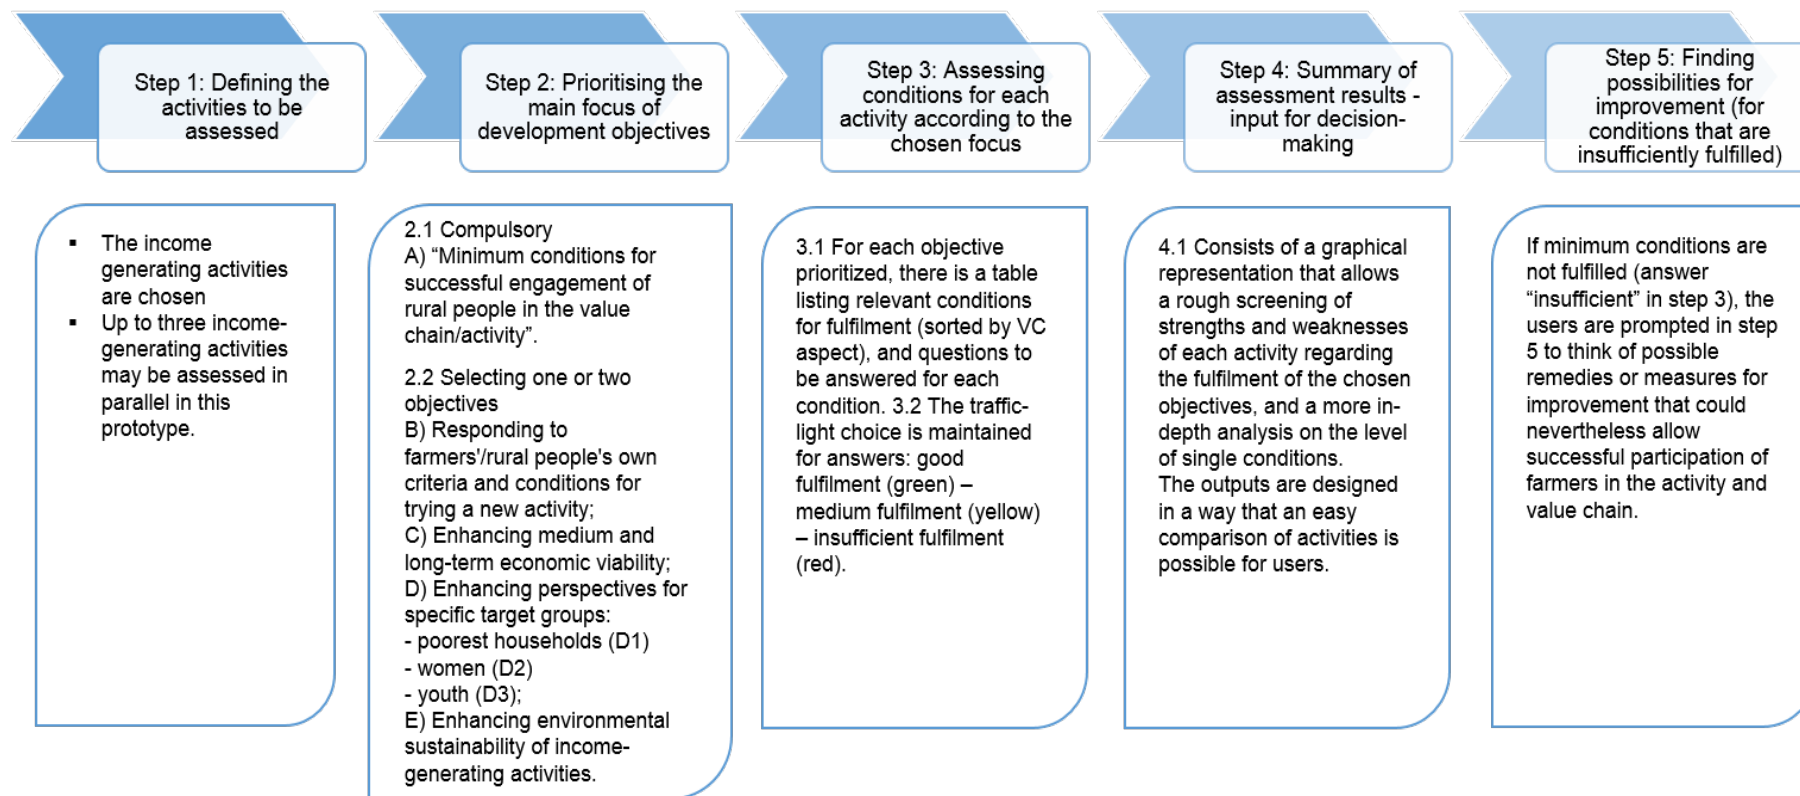 Step 1: Defining the
activities to be
assessed
Step 2: Prioritising the
main focus of
development objectives
Step 3: Assessing
conditions for each
activity according to the
chosen focus
Step 4: Summary of
assessment results -
input for decision-
making
Step 5: Finding
possibilities for
improvement (for
conditions that are
insufficiently fulfilled)
▪ The income
generating activities
are chosen
▪ Up to three income-
generating activities
may be assessed in
parallel in this
prototype.
2.1 Compulsory
A) “Minimum conditions for
successful engagement of
rural people in the value
chain/activity”.
2.2 Selecting one or two
objectives
B) Responding to
farmers'/rural people's own
criteria and conditions for
trying a new activity;
C) Enhancing medium and
long-term economic viability;
D) Enhancing perspectives for
specific target groups:
- poorest households (D1)
- women (D2)
- youth (D3);
E) Enhancing environmental
sustainability of income-
generating activities.
3.1 For each objective
prioritized, there is a table
listing relevant conditions
for fulfilment (sorted by VC
aspect), and questions to
be answered for each
condition. 3.2 The traffic-
light choice is maintained
for answers: good
fulfilment (green) –
medium fulfilment (yellow)
– insufficient fulfilment
(red).
4.1 Consists of a graphical
representation that allows
a rough screening of
strengths and weaknesses
of each activity regarding
the fulfilment of the chosen
objectives, and a more in-
depth analysis on the level
of single conditions.
The outputs are designed
in a way that an easy
comparison of activities is
possible for users.
If minimum conditions are
not fulfilled (answer
“insufficient” in step 3), the
users are prompted in step
5 to think of possible
remedies or measures for
improvement that could
nevertheless allow
successful participation of
farmers in the activity and
value chain.